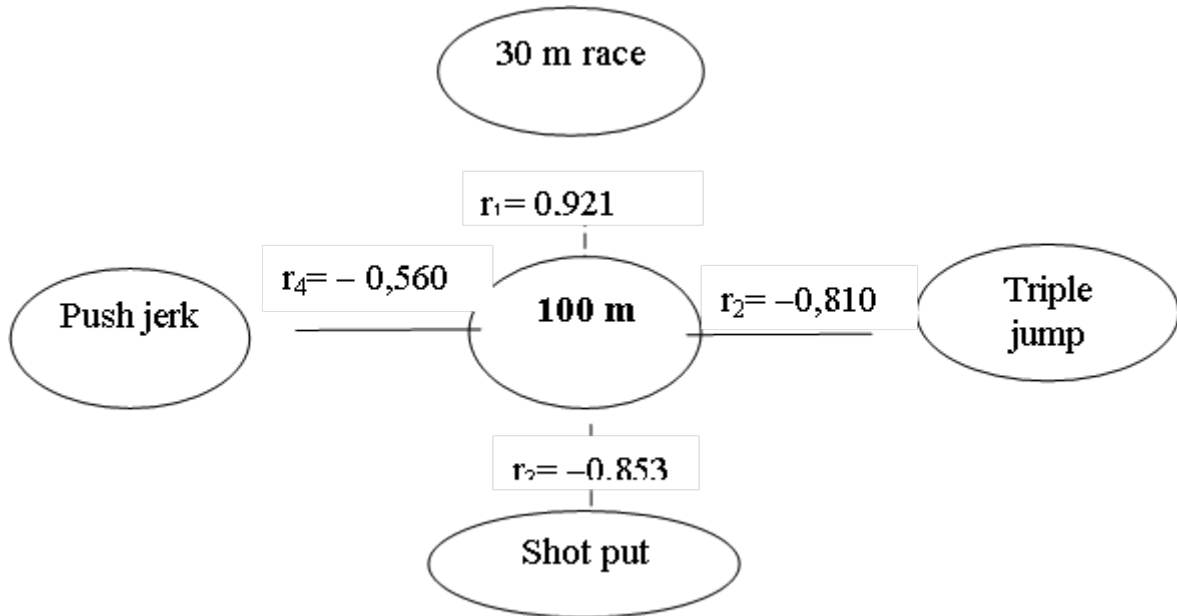 30 m race
r₁= 0.921
r₄= – 0,560
100 m
r₂= –0,810
Push jerk
Triple
jump
r₃= –0.853
Shot put